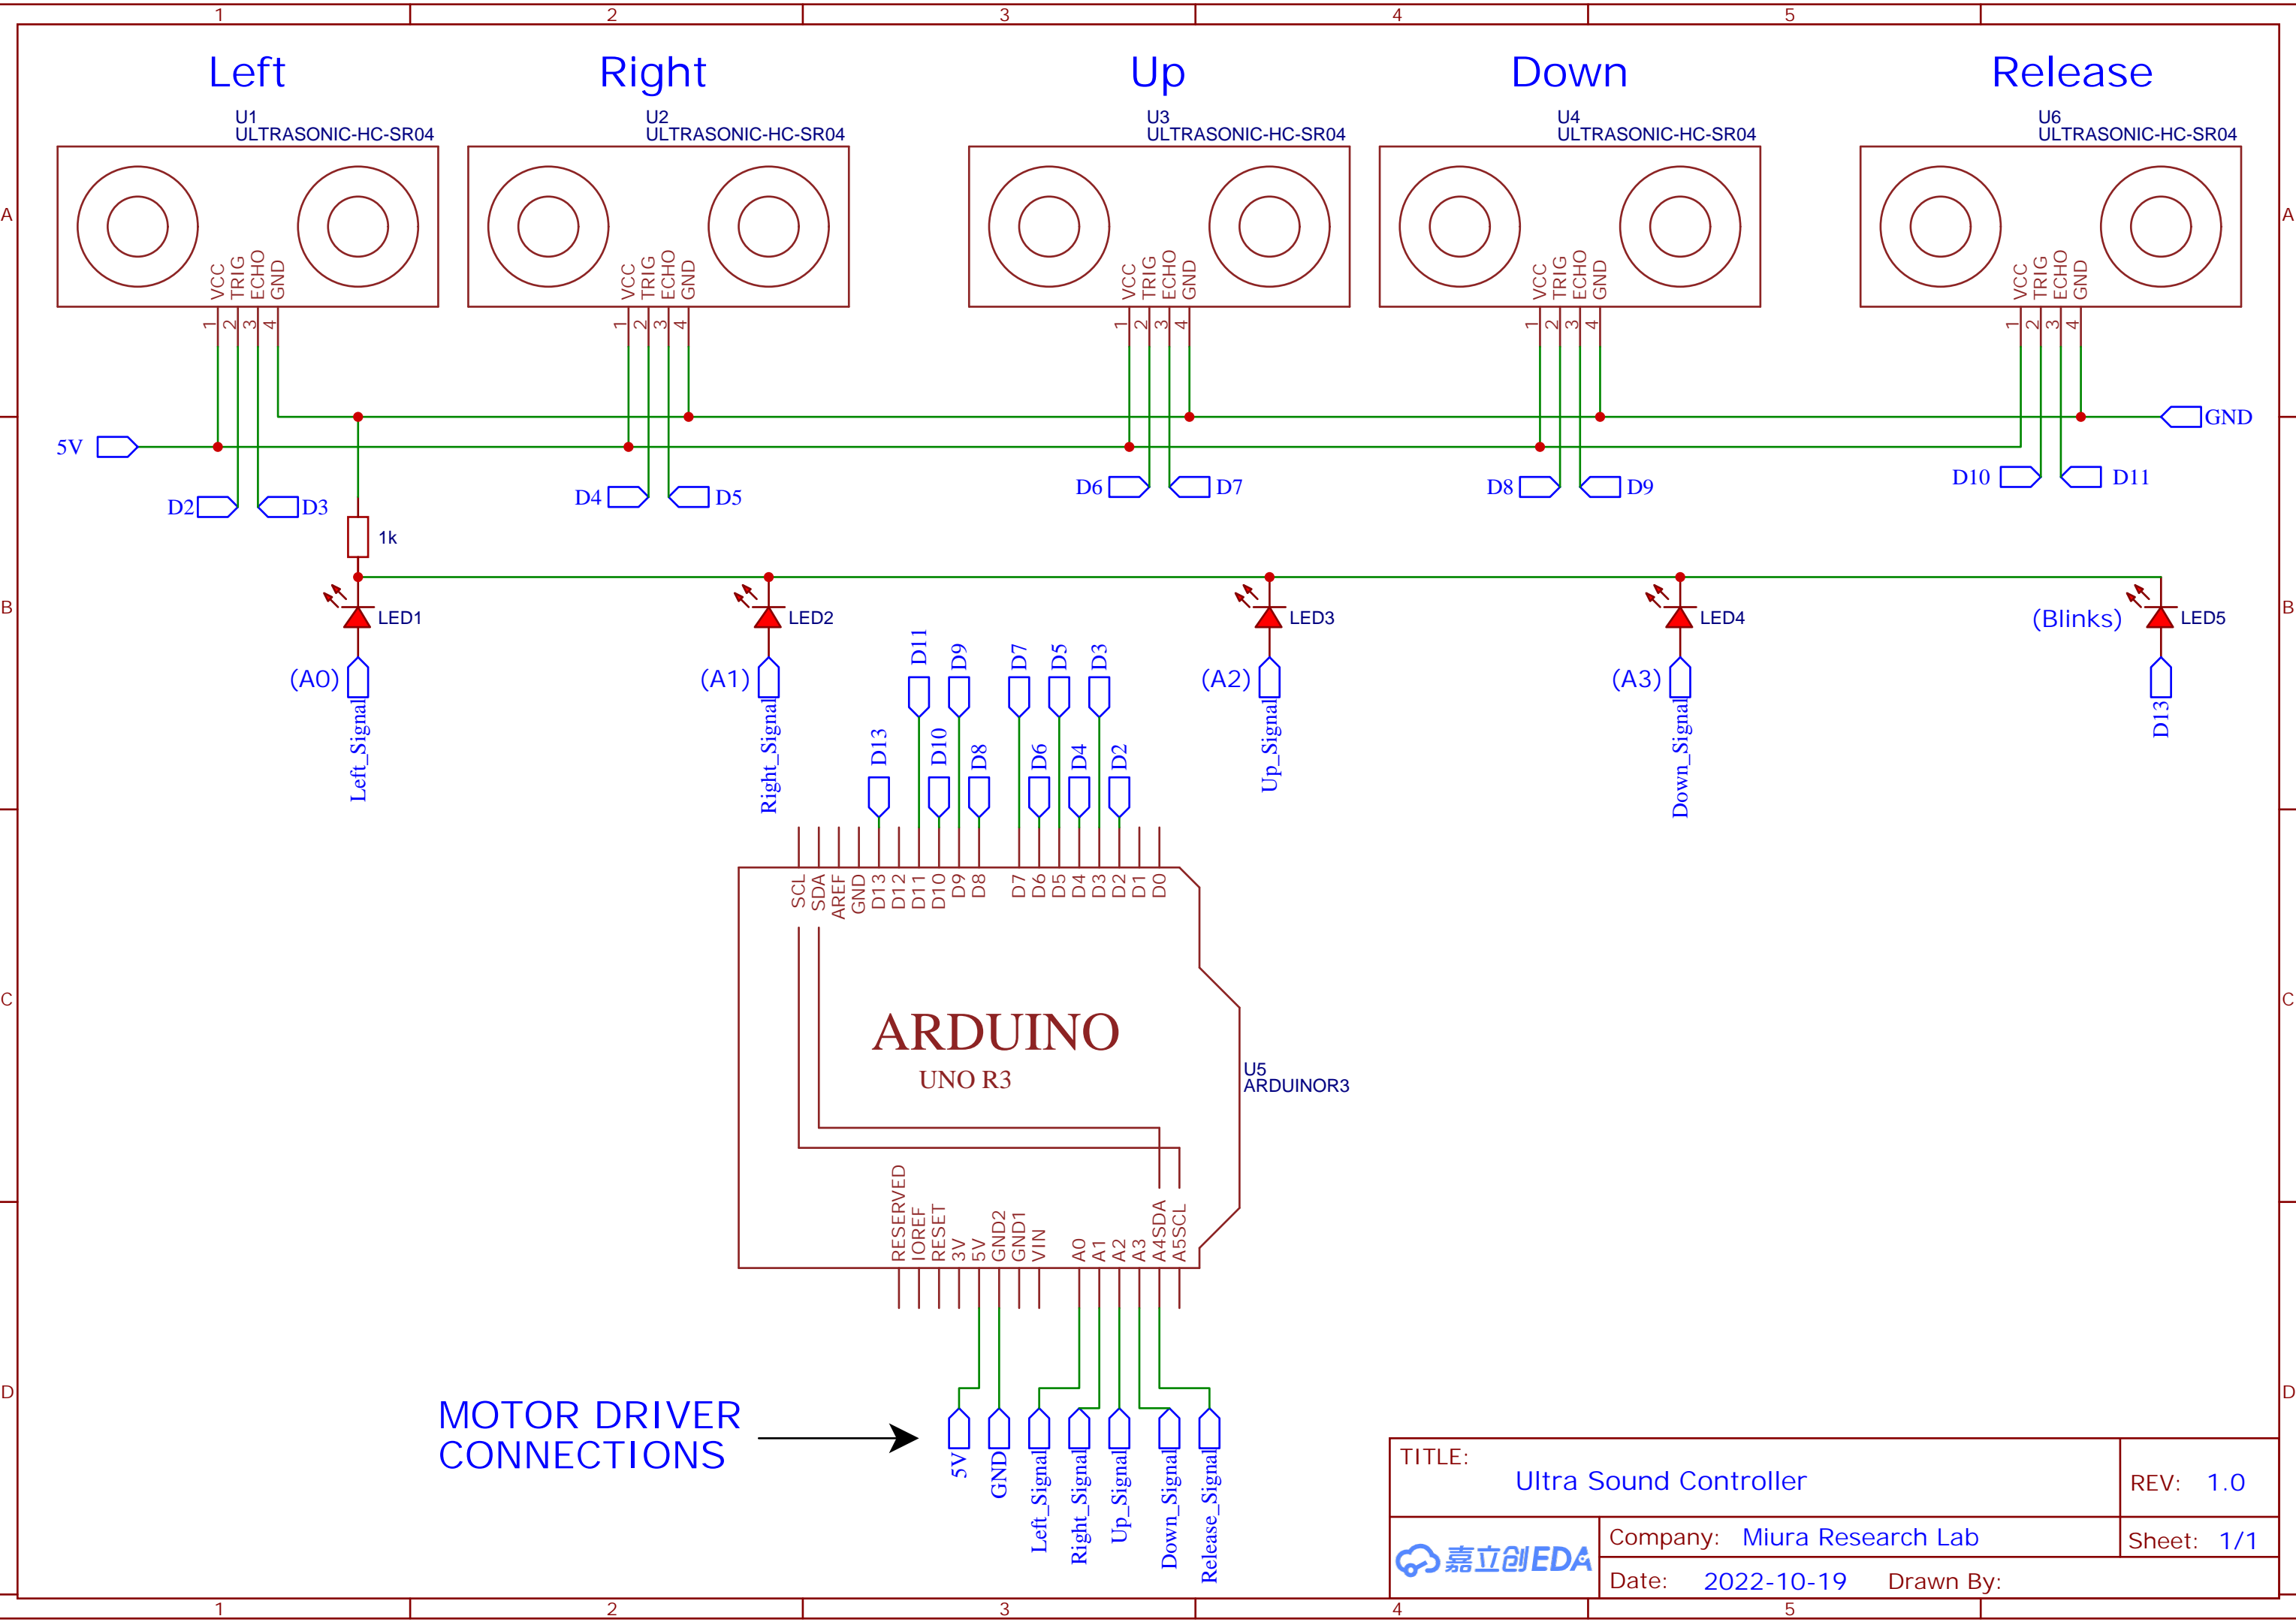 1 2 3 4 5
Left Right Up Down Release
U1 U2 U3 U4 U6
ULTRASONIC-HC-SR04 ULTRASONIC-HC-SR04 ULTRASONIC-HC-SR04 ULTRASONIC-HC-SR04 ULTRASONIC-HC-SR04
A A
VCC TRIG ECHO GND VCC TRIG ECHO GND VCC TRIG ECHO GND VCC TRIG ECHO GND VCC TRIG ECHO GND
1 2 3 4 1 2 3 4 1 2 3 4 1 2 3 4 1 2 3 4
GND
5V
D2 D3 D4 D5 D6 D7 D8 D9 D10 D11
1k
B B
LED1 LED2 LED3 LED4 (Blinks) LED5
(A0) (A1) (A2) (A3)
Left_Signal Right_Signal Up_Signal Down_Signal D13
D11 D9 D7 D5 D3
D13 D10 D8 D6 D4 D2
SCL SDA AREF GND D13 D12 D11 D10 D9 D8 D7 D6 D5 D4 D3 D2 D1 D0
C C
ARDUINO
UNO R3
U5
ARDUINOR3
RESERVED IOREF RESET 3V 5V GND2 GND1 VIN A0 A1 A2 A3 A4SDA A5SCL
D D
MOTOR DRIVER
CONNECTIONS
5V GND Left_Signal Right_Signal Up_Signal Down_Signal Release_Signal
TITLE:
Ultra Sound Controller
REV: 1.0
嘉立创EDA
Company: Miura Research Lab
Sheet: 1/1
Date: 2022-10-19 Drawn By:
1 2 3 4 5